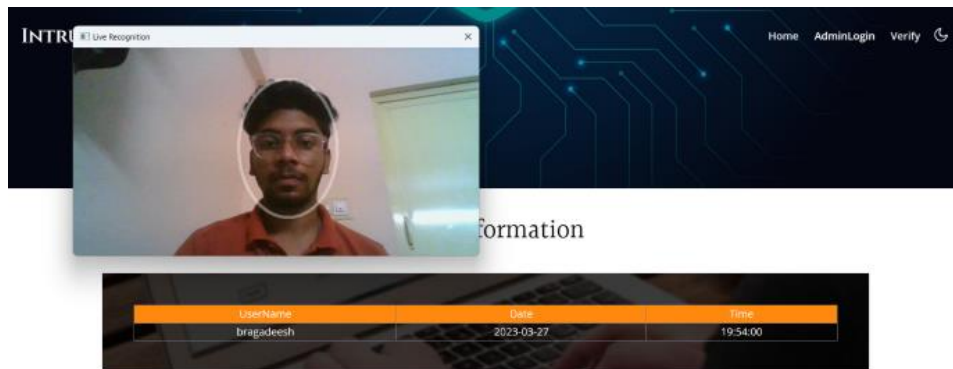 INTRU
Live Recognition
Home AdminLogin Verify
formation
UserName Date Time
bragadeesh 2023-03-27 19:54:00